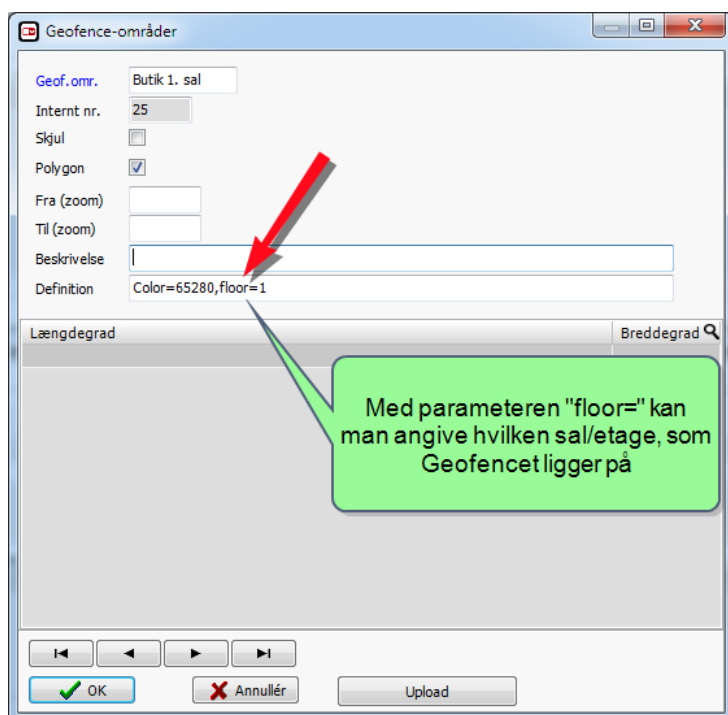 Geofence-områder
Geof.omr. Butik 1. sal
Internt nr. 25
Skjul
Polygon
Fra (zoom)
Til (zoom)
Beskrivelse
Definition Color=65280,floor=1
Længdegrad Breddegrad
Med parameteren "floor=" kan
man angive hvilken sal/etage, som
Geofencet ligger på
OK Annullér Upload